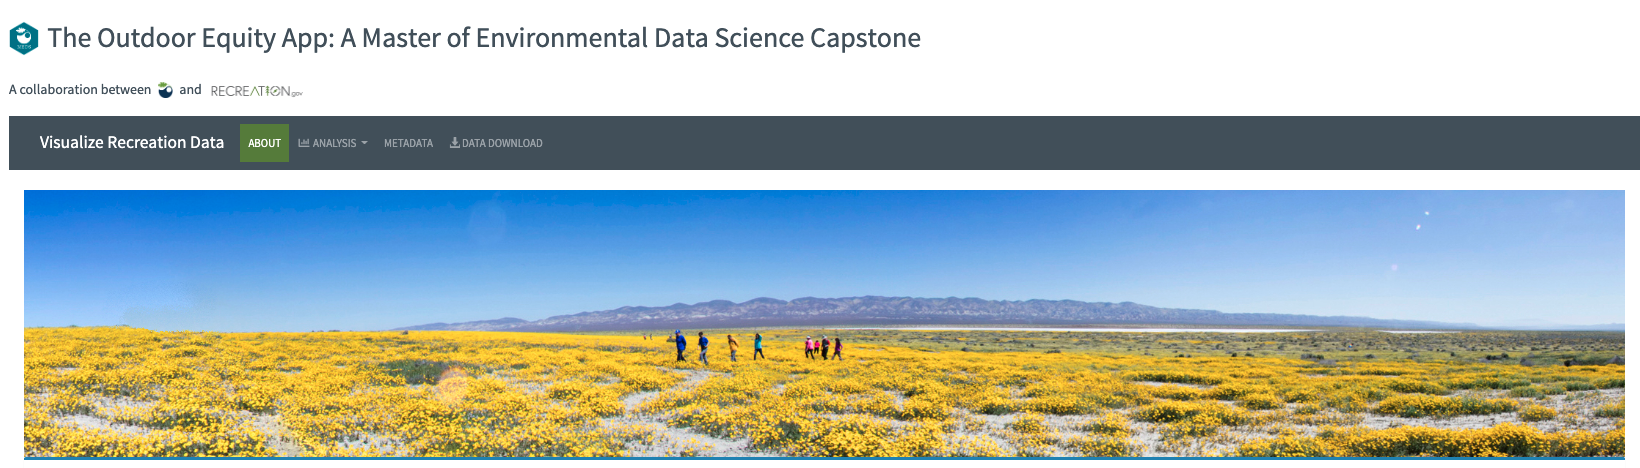 The Outdoor Equity App: A Master of Environmental Data Science Capstone
A collaboration between and RECREATION.gov
Visualize Recreation Data ABOUT ANALYSIS METADATA DATA DOWNLOAD